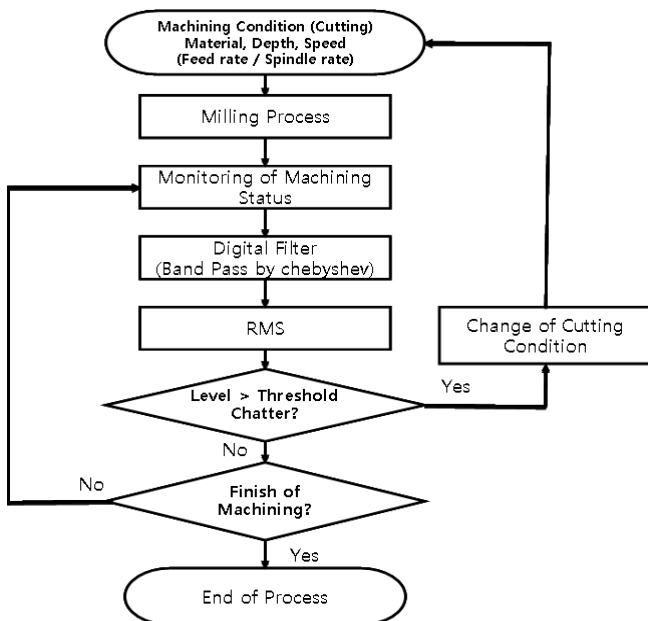 Machining Condition (Cutting)
Material, Depth, Speed
(Feed rate / Spindle rate)
Milling Process
Monitoring of Machining
Status
Digital Filter
(Band Pass by chebyshev)
RMS
Change of Cutting
Condition
Level > Threshold
Chatter?
Yes
No
Finish of
Machining?
No
Yes
End of Process